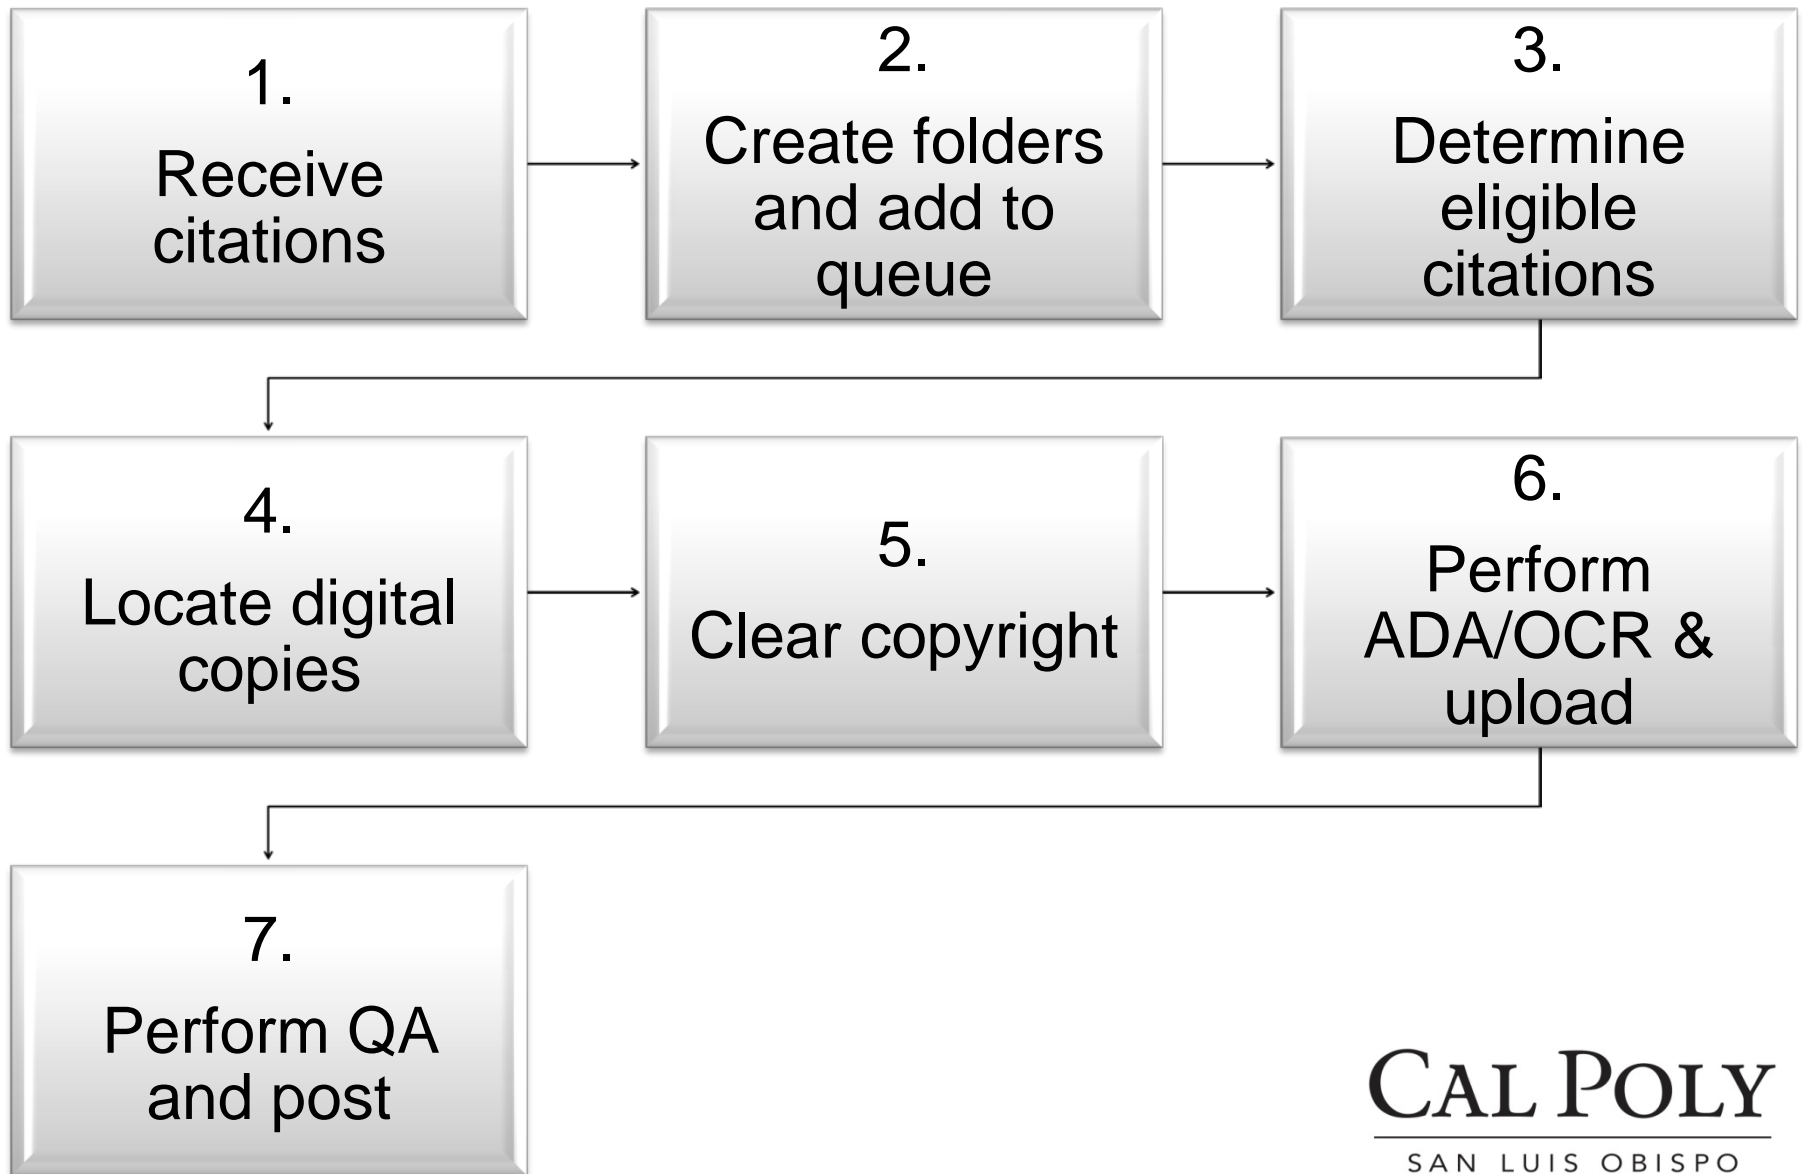 1.
Receive
citations
2.
Create folders
and add to
queue
3.
Determine
eligible
citations
4.
Locate digital
copies
5.
Clear copyright
6.
Perform
ADA/OCR &
upload
7.
Perform QA
and post
CAL POLY
SAN LUIS OBISPO